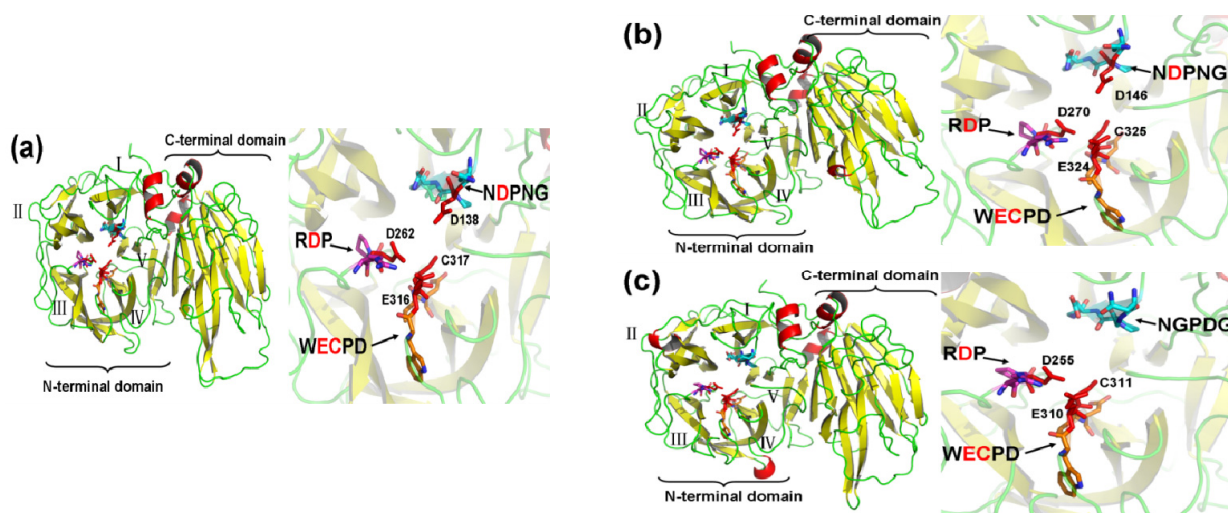 (a)
C-terminal domain
I
II
III
IV
V
N-terminal domain
NDPNG
D138
RDP
D262
C317
E316
WECPD
(b)
C-terminal domain
I
II
III
IV
V
N-terminal domain
NDPNG
D146
RDP
D270
C325
E324
WECPD
(c)
C-terminal domain
I
II
III
IV
V
N-terminal domain
NGPDG
RDP
D255
C311
E310
WECPD